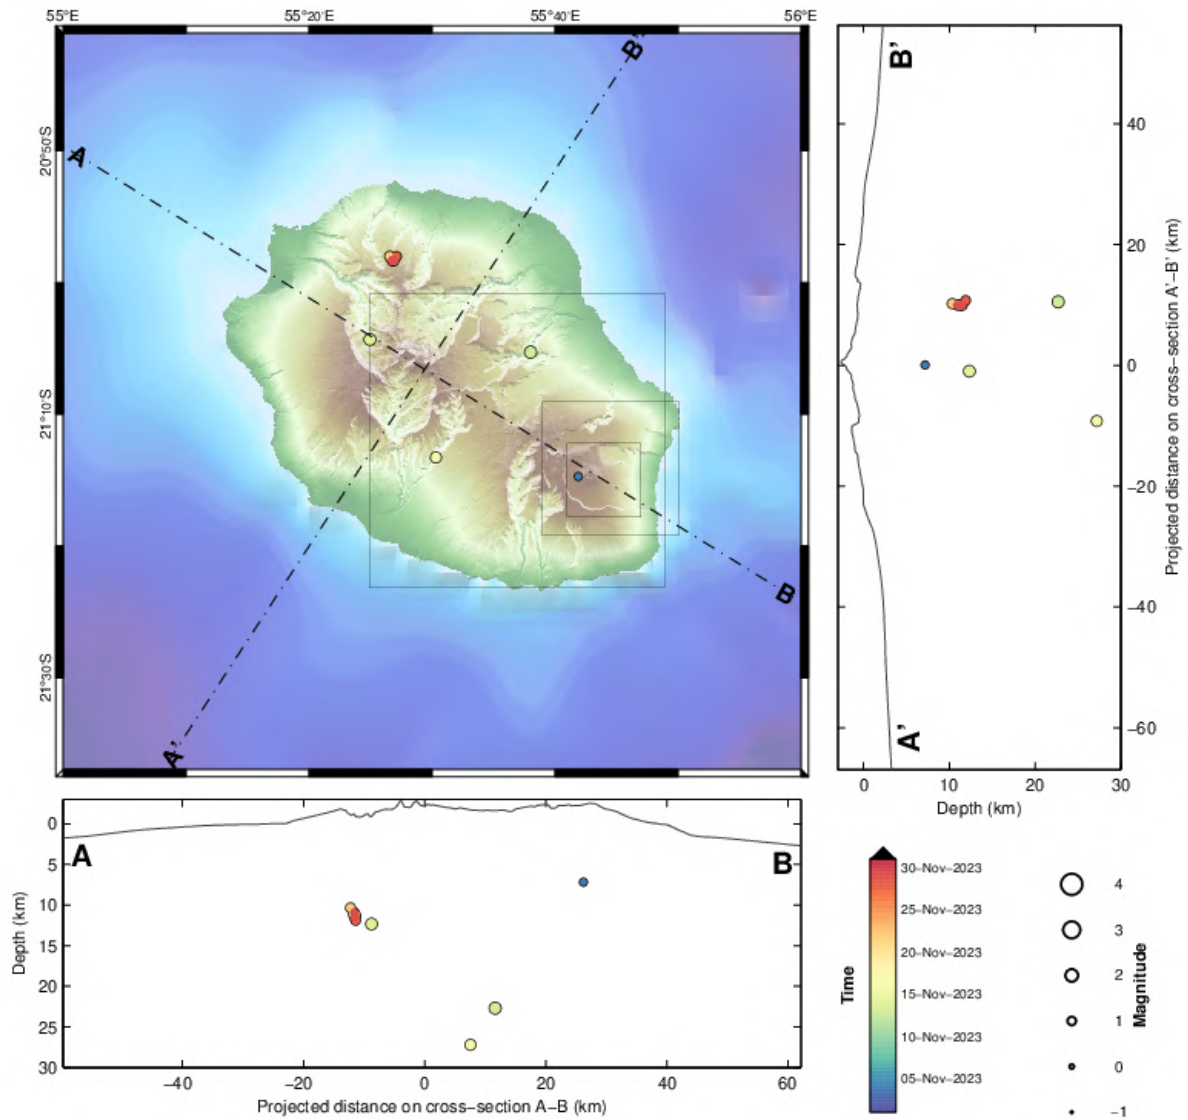 55°E 55°20'E 55°40'E 56°E
20°50'S
21°10'S
21°30'S
A
B'
A'
B
B'
A'
40
20
0
−20
−40
−60
Projected distance on cross−section A'−B' (km)
0 10 20 30
Depth (km)
A
B
0
5
10
15
20
25
30
Depth (km)
−40 −20 0 20 40 60
Projected distance on cross−section A−B (km)
Time
30−Nov−2023
25−Nov−2023
20−Nov−2023
15−Nov−2023
10−Nov−2023
05−Nov−2023
4
3
2
1
0
−1
Magnitude